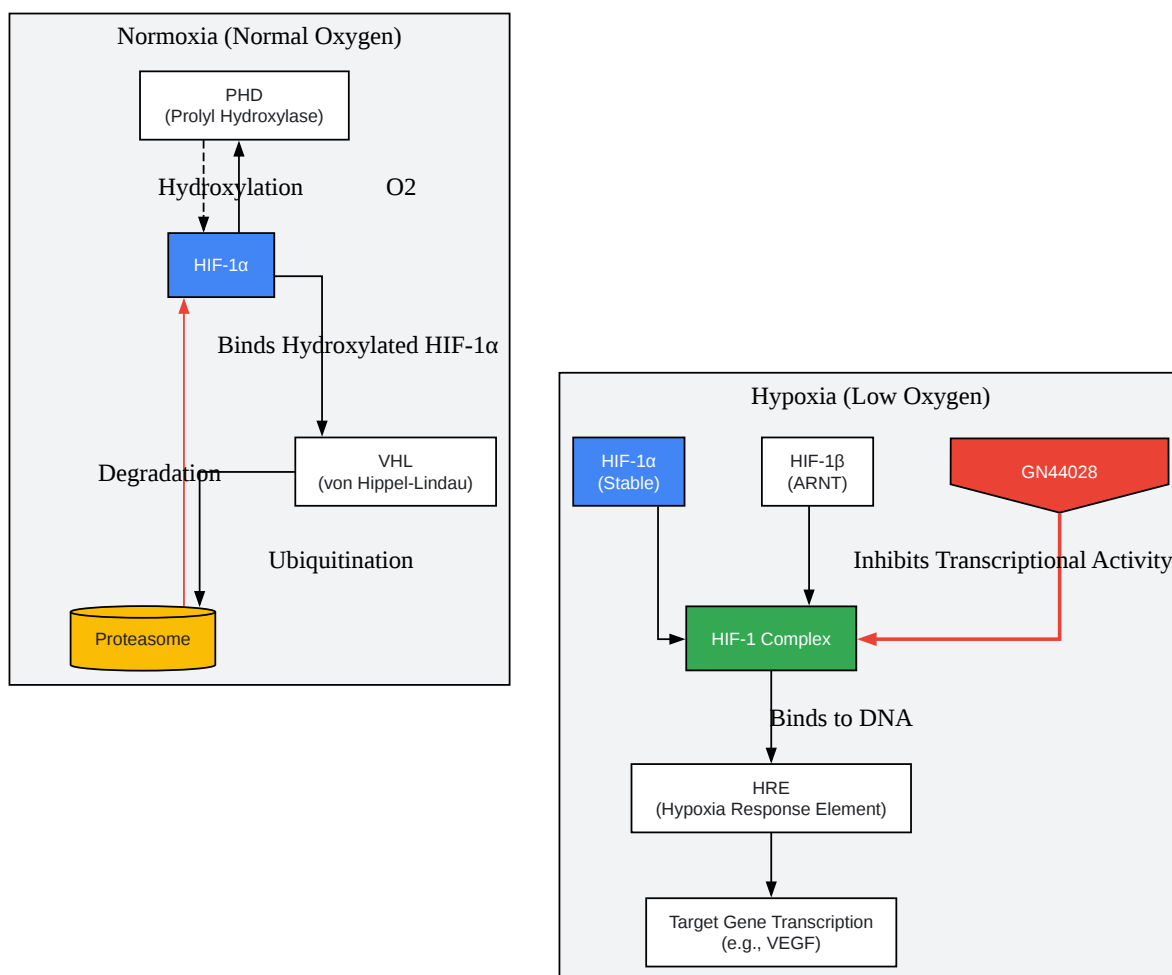 Normoxia (Normal Oxygen)
PHD
(Prolyl Hydroxylase)
Hydroxylation
O2
HIF-1α
Binds Hydroxylated HIF-1α
VHL
(von Hippel-Lindau)
Degradation
Ubiquitination
Proteasome
Hypoxia (Low Oxygen)
HIF-1α
(Stable)
HIF-1β
(ARNT)
GN44028
Inhibits Transcriptional Activity
HIF-1 Complex
Binds to DNA
HRE
(Hypoxia Response Element)
Target Gene Transcription
(e.g., VEGF)